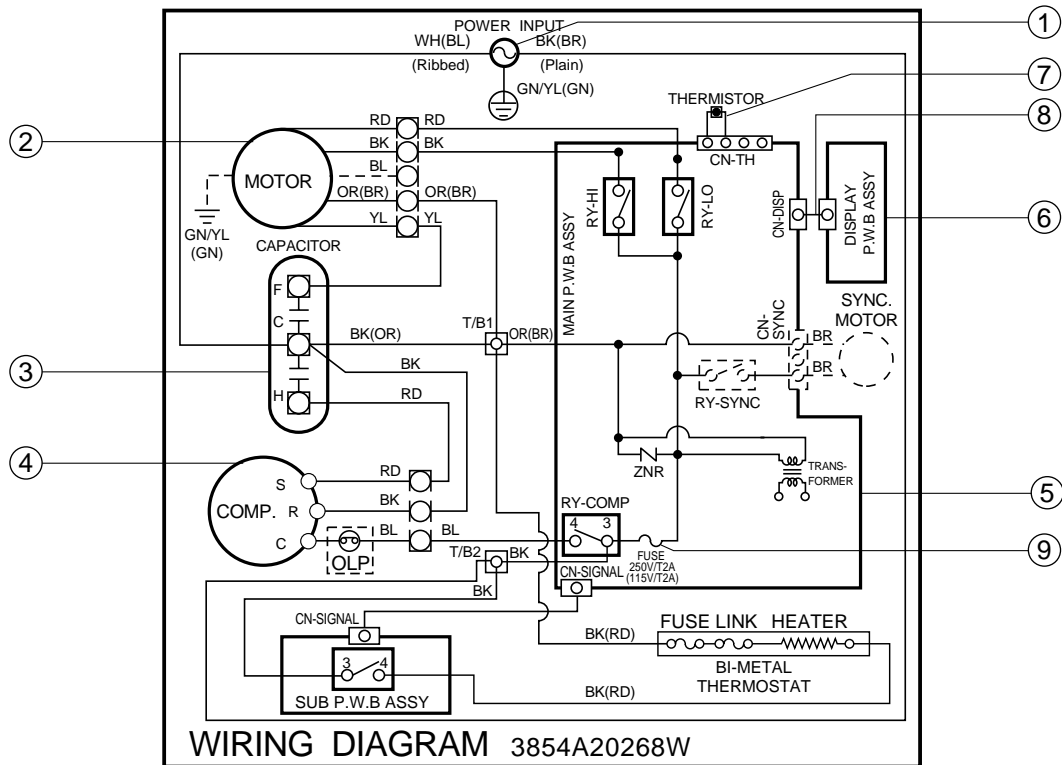 POWER INPUT
WH(BL) BK(BR)
(Ribbed) (Plain)
GN/YL(GN)
1
7
8
2
6
3
4
5
9
RD RD
BK BK
BL
OR(BR) OR(BR)
YL YL
MOTOR
GN/YL
(GN)
CAPACITOR
F
C
H
BK(OR)
T/B1
OR(BR)
BK
RD
THERMISTOR
CN-TH
RY-HI
RY-LO
MAIN P.W.B ASSY
CN-DISP
DISPLAY
P.W.B ASSY
SYNC.
MOTOR
CN-
SYNC
BR
BR
RY-SYNC
ZNR
TRANS-
FORMER
COMP.
S
R
C
RD
BK
BL BL
OLP
RY-COMP
4 3
FUSE
250V/T2A
(115V/T2A)
T/B2
BK
BK
CN-SIGNAL
CN-SIGNAL
3 4
SUB P.W.B ASSY
BK(RD)
FUSE LINK HEATER
BI-METAL
THERMOSTAT
BK(RD)
WIRING DIAGRAM 3854A20268W